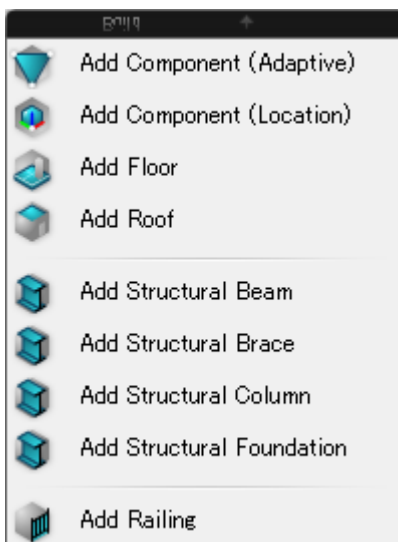 Build
Add Component (Adaptive)
Add Component (Location)
Add Floor
Add Roof
Add Structural Beam
Add Structural Brace
Add Structural Column
Add Structural Foundation
Add Railing